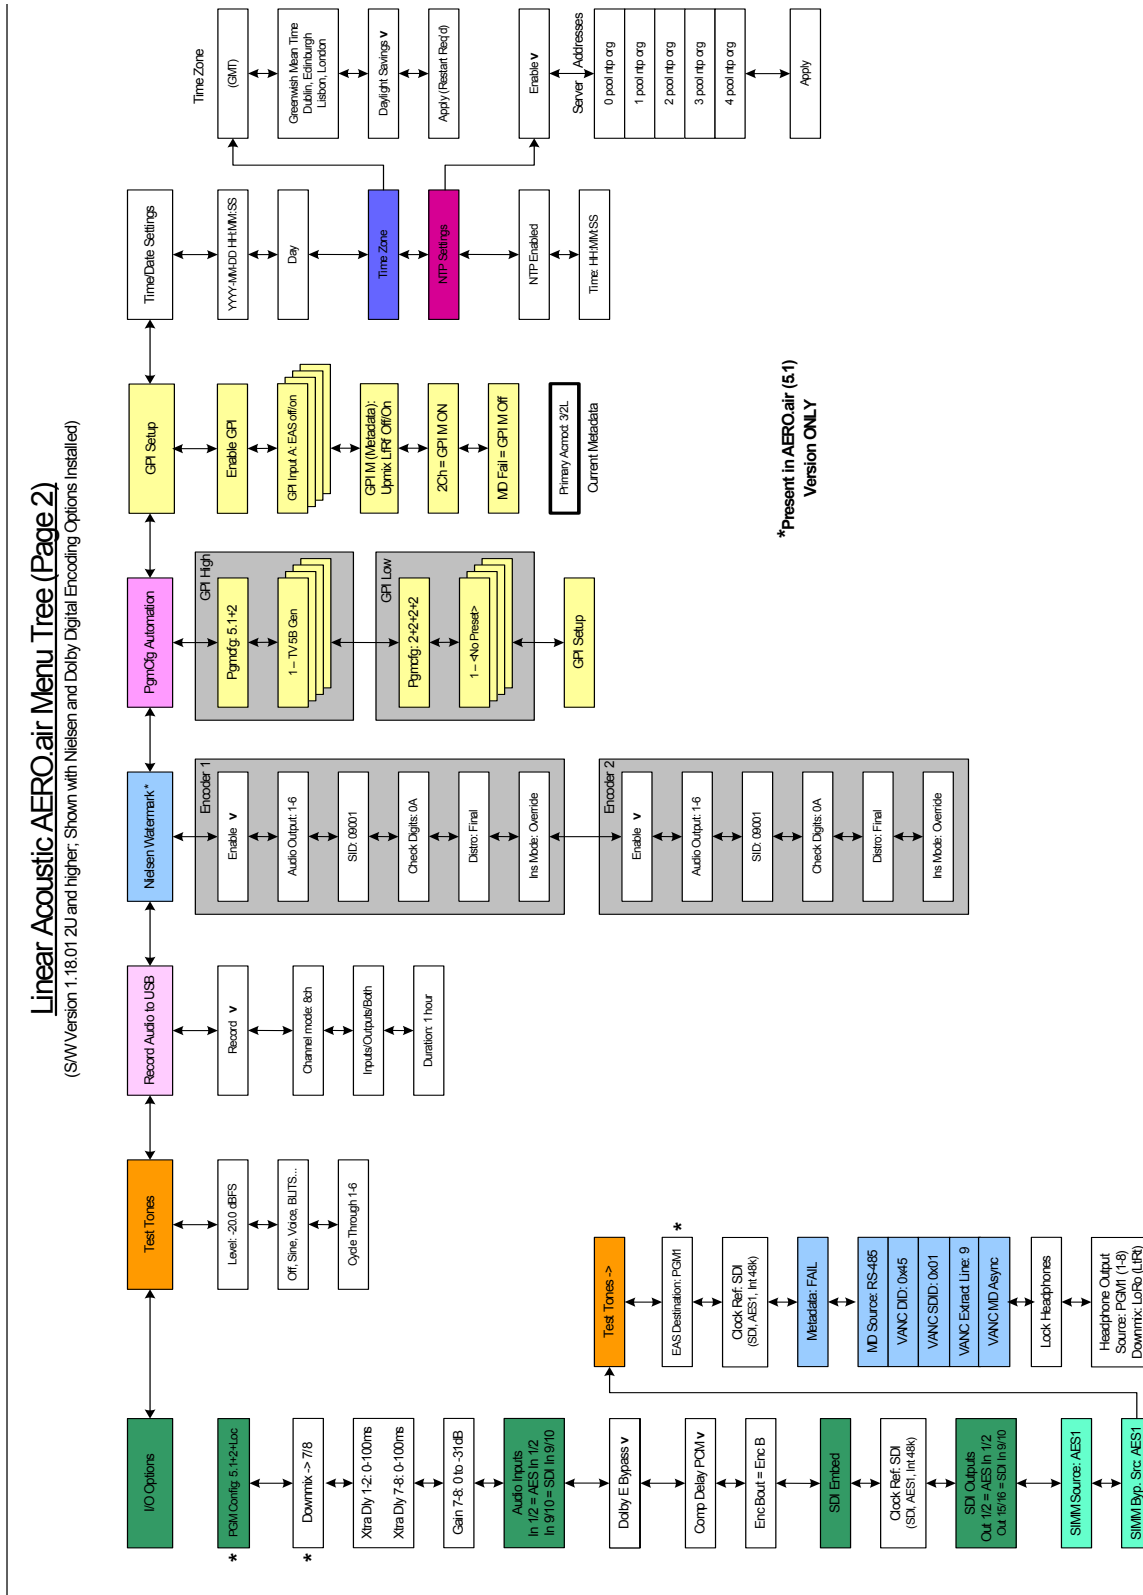 Linear Acoustic AERO.air Menu Tree (Page 2)
(S/W Version 1.18.01 2U and higher; Shown with Nielsen and Dolby Digital Encoding Options Installed)
I/O Options
*
PGM Config: 5.1+2+Loc
*
Downmix -> 7/8
Xtra Dly 1-2: 0-100ms
Xtra Dly 7-8: 0-100ms
Gain 7-8: 0 to -31dB
Audio Inputs
In 1/2 = AES In 1/2
In 9/10 = SDI In 9/10
Dolby E Bypass v
Comp Delay PCM v
Enc Bout = Enc B
SDI Embed
Clock Ref: SDI
(SDI, AES1, Int 48k)
SDI Outputs
Out 1/2 = AES In 1/2
Out 15/16 = SDI In 9/10
SIMM Source: AES1
SIMM Byp. Src: AES1
Test Tones ->
EAS Destination: PGM1
*
Clock Ref: SDI
(SDI, AES1, Int 48k)
Metadata: FAIL
MD Source: RS-485
VANC DID: 0x45
VANC SDID: 0x01
VANC Extract Line: 9
VANC MD Async
Lock Headphones
Headphone Output
Source: PGM1 (1-8)
Downmix: LoRo (LtRt)
Test Tones
Level: -20.0 dBFS
Off, Sine, Voice, BLITS...
Cycle Through 1-6
Record Audio to USB
Record v
Channel mode: 8ch
Inputs/Outputs/Both
Duration: 1 hour
Nielsen Watermark *
Encoder 1
Enable v
Audio Output: 1-6
SID: 09001
Check Digits: 0A
Distro: Final
Ins Mode: Override
Encoder 2
Enable v
Audio Output: 1-6
SID: 09001
Check Digits: 0A
Distro: Final
Ins Mode: Override
PgmCfg Automation
GPI High
Pgmcfg: 5.1+2
1 – TV 5B Gen
GPI Low
Pgmcfg: 2+2+2+2
1 – <No Preset>
GPI Setup
GPI Setup
Enable GPI
GPI Input A: EAS off/on
GPI M (Metadata):
Upmix LfRf Off/On
2Ch = GPI M ON
MD Fail = GPI M Off
Primary Acmod: 3/2L
Current Metadata
Time/Date Settings
YYYY-MM-DD HH:MM:SS
Day
Time Zone
NTP Settings
NTP Enabled
Time: HH:MM:SS
Time Zone
(GMT)
Greenwish Mean Time
Dublin, Edinburgh
Lisbon, London
Daylight Savings v
Apply (Restart Req'd)
Enable v
Server Addresses
0 pool ntp org
1 pool ntp org
2 pool ntp org
3 pool ntp org
4 pool ntp org
Apply
*Present in AERO.air (5.1)
Version ONLY